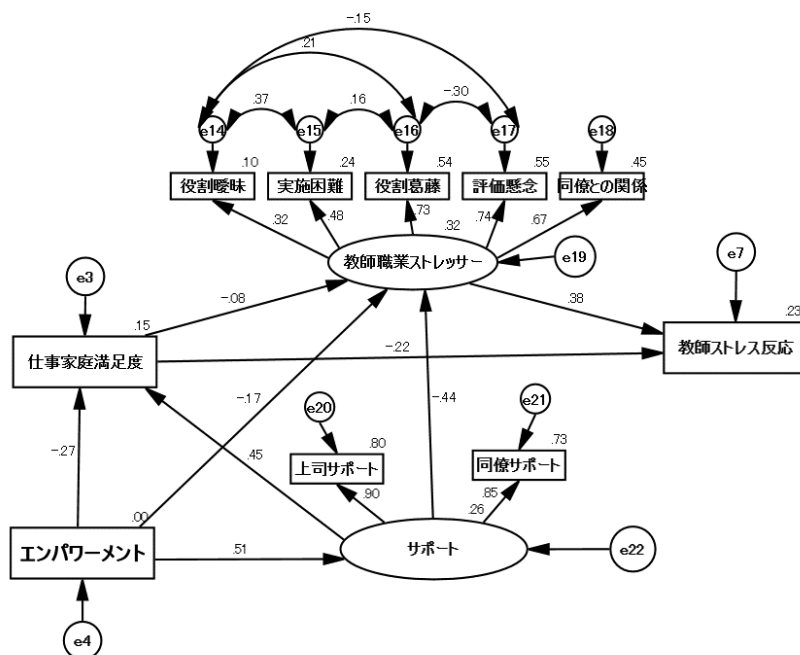 -.15
.21
.37
.16
-.30
e14
e15
e16
e17
e18
.10
.24
.54
.55
.45
役割曖昧
実施困難
役割葛藤
評価懸念
同僚との関係
.32
.48
.73
.32
.74
.67
教師職業ストレッサー
e19
e3
e7
-.08
.38
.15
.23
仕事家庭満足度
-.22
教師ストレス反応
-.17
-.44
e20
e21
.80
.73
上司サポート
同僚サポート
-.27
.45
.90
.85
.26
.00
エンパワーメント
.51
サポート
e22
e4